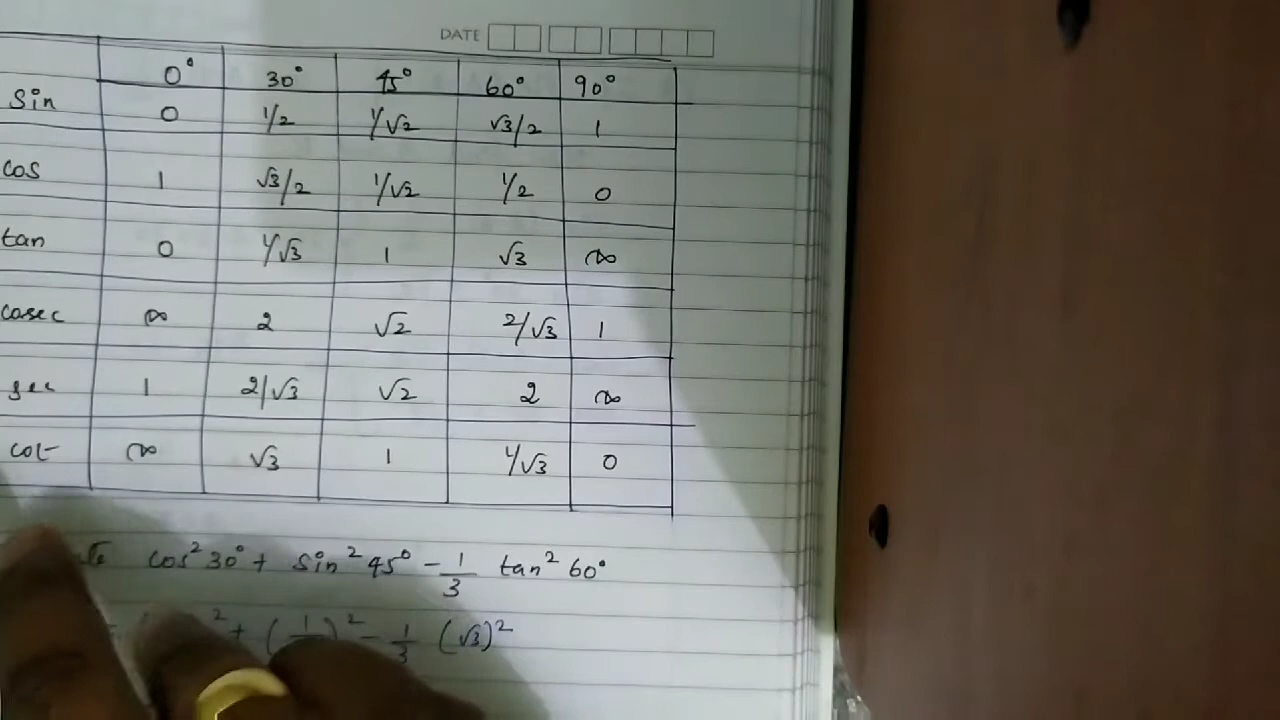 DATE
0° 30° 45° 60° 90°
sin 0 1/2 1/√2 √3/2 1
cos 1 √3/2 1/√2 1/2 0
tan 0 1/√3 1 √3 ∞
cosec ∞ 2 √2 2/√3 1
sec 1 2/√3 √2 2 ∞
cot ∞ √3 1 1/√3 0
cos² 30° + sin² 45° - 1/3 tan² 60°
² + (1/ )² - 1/3 (√3)²